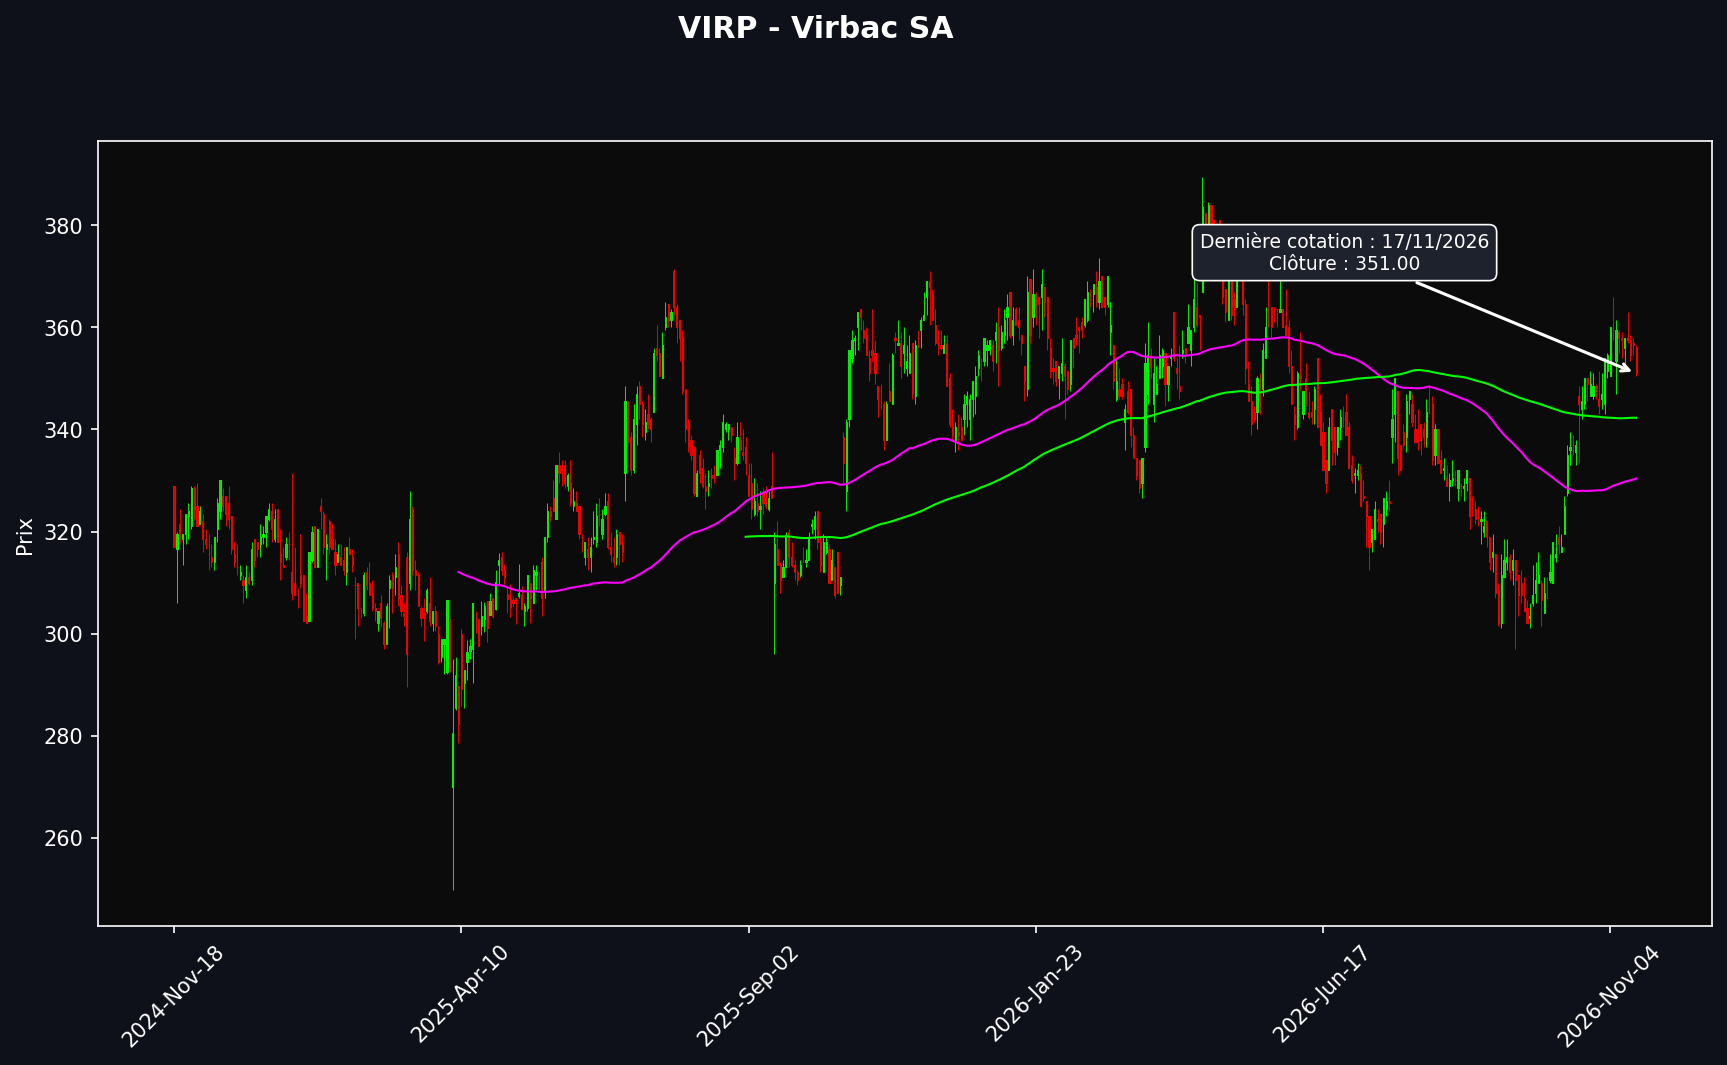 VIRP - Virbac SA
Dernière cotation : 17/11/2026
Clôture : 351.00
Prix
380
360
340
320
300
280
260
2024-Nov-18
2025-Apr-10
2025-Sep-02
2026-Jan-23
2026-Jun-17
2026-Nov-04